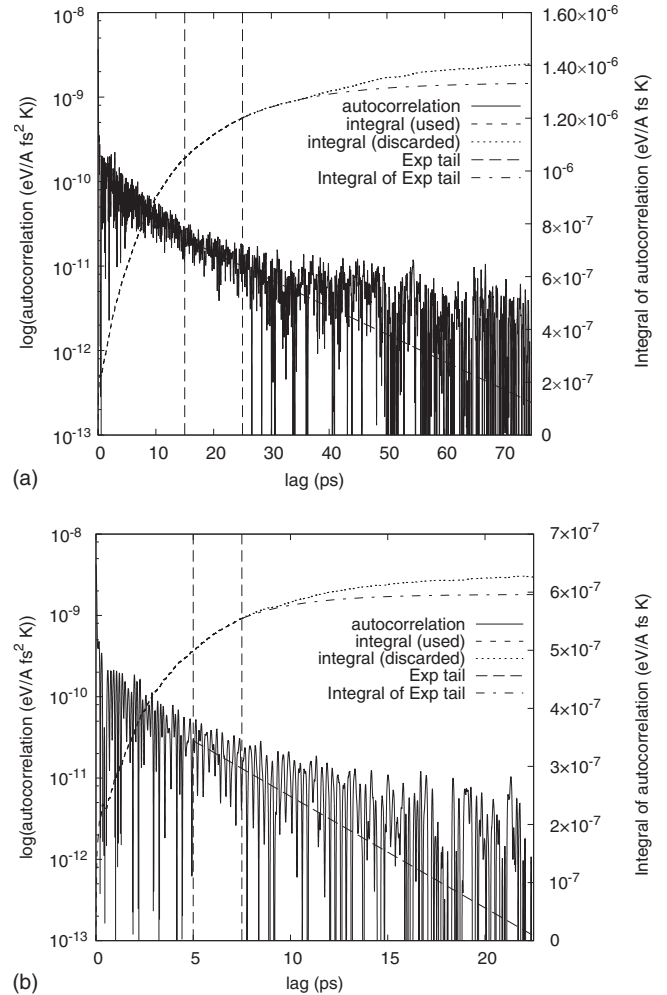 10⁻⁸
10⁻⁹
10⁻¹⁰
10⁻¹¹
10⁻¹²
10⁻¹³
log(autocorrelation (eV/A fs² K))
0 10 20 30 40 50 60 70
lag (ps)
1.60×10⁻⁶
1.40×10⁻⁶
1.20×10⁻⁶
10⁻⁶
8×10⁻⁷
6×10⁻⁷
4×10⁻⁷
2×10⁻⁷
0
Integral of autocorrelation (eV/A fs K)
autocorrelation
integral (used)
integral (discarded)
Exp tail
Integral of Exp tail
(a)
10⁻⁸
10⁻⁹
10⁻¹⁰
10⁻¹¹
10⁻¹²
10⁻¹³
log(autocorrelation (eV/A fs² K))
0 5 10 15 20
lag (ps)
7×10⁻⁷
6×10⁻⁷
5×10⁻⁷
4×10⁻⁷
3×10⁻⁷
2×10⁻⁷
10⁻⁷
0
Integral of autocorrelation (eV/A fs K)
autocorrelation
integral (used)
integral (discarded)
Exp tail
Integral of Exp tail
(b)